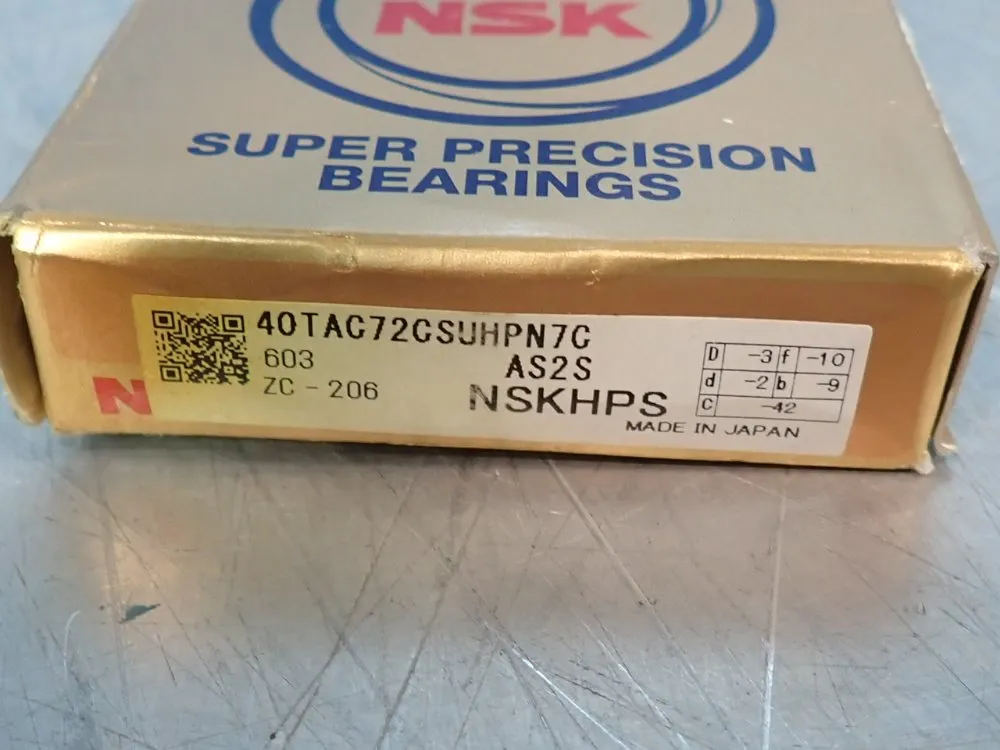 NSK
SUPER PRECISION
BEARINGS
N
40TAC72CSUHPN7C
603 AS2S
ZC - 206 NSKHPS
D -3 f -10
d -2 b -9
C -42
MADE IN JAPAN